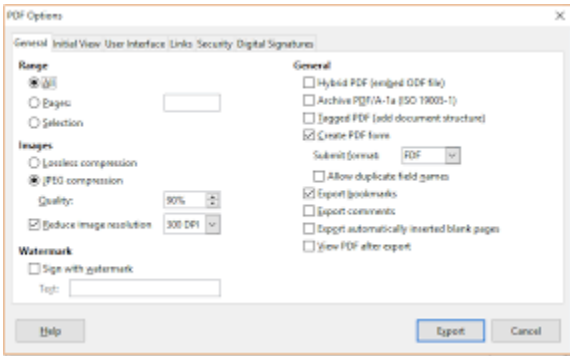 PDF Options
General Initial View User Interface Links Security Digital Signatures
Range
All
Pages:
Selection
Images
Lossless compression
JPEG compression
Quality: 90%
Reduce image resolution 300 DPI
Watermark
Sign with watermark
Text:
General
Hybrid PDF (embed ODF file)
Archive PDF/A-1a (ISO 19005-1)
Tagged PDF (add document structure)
Create PDF form
Submit format: FDF
Allow duplicate field names
Export bookmarks
Export comments
Export automatically inserted blank pages
View PDF after export
Help Export Cancel